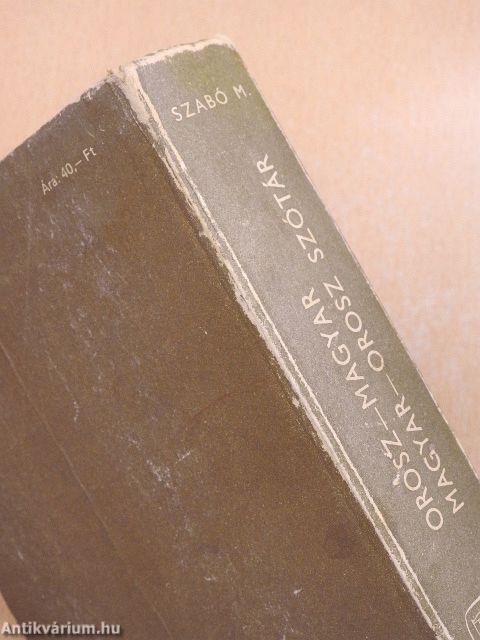 SZABÓ M.
OROSZ–MAGYAR
MAGYAR–OROSZ SZÓTÁR
Ára: 40,– Ft
Antikvárium.hu